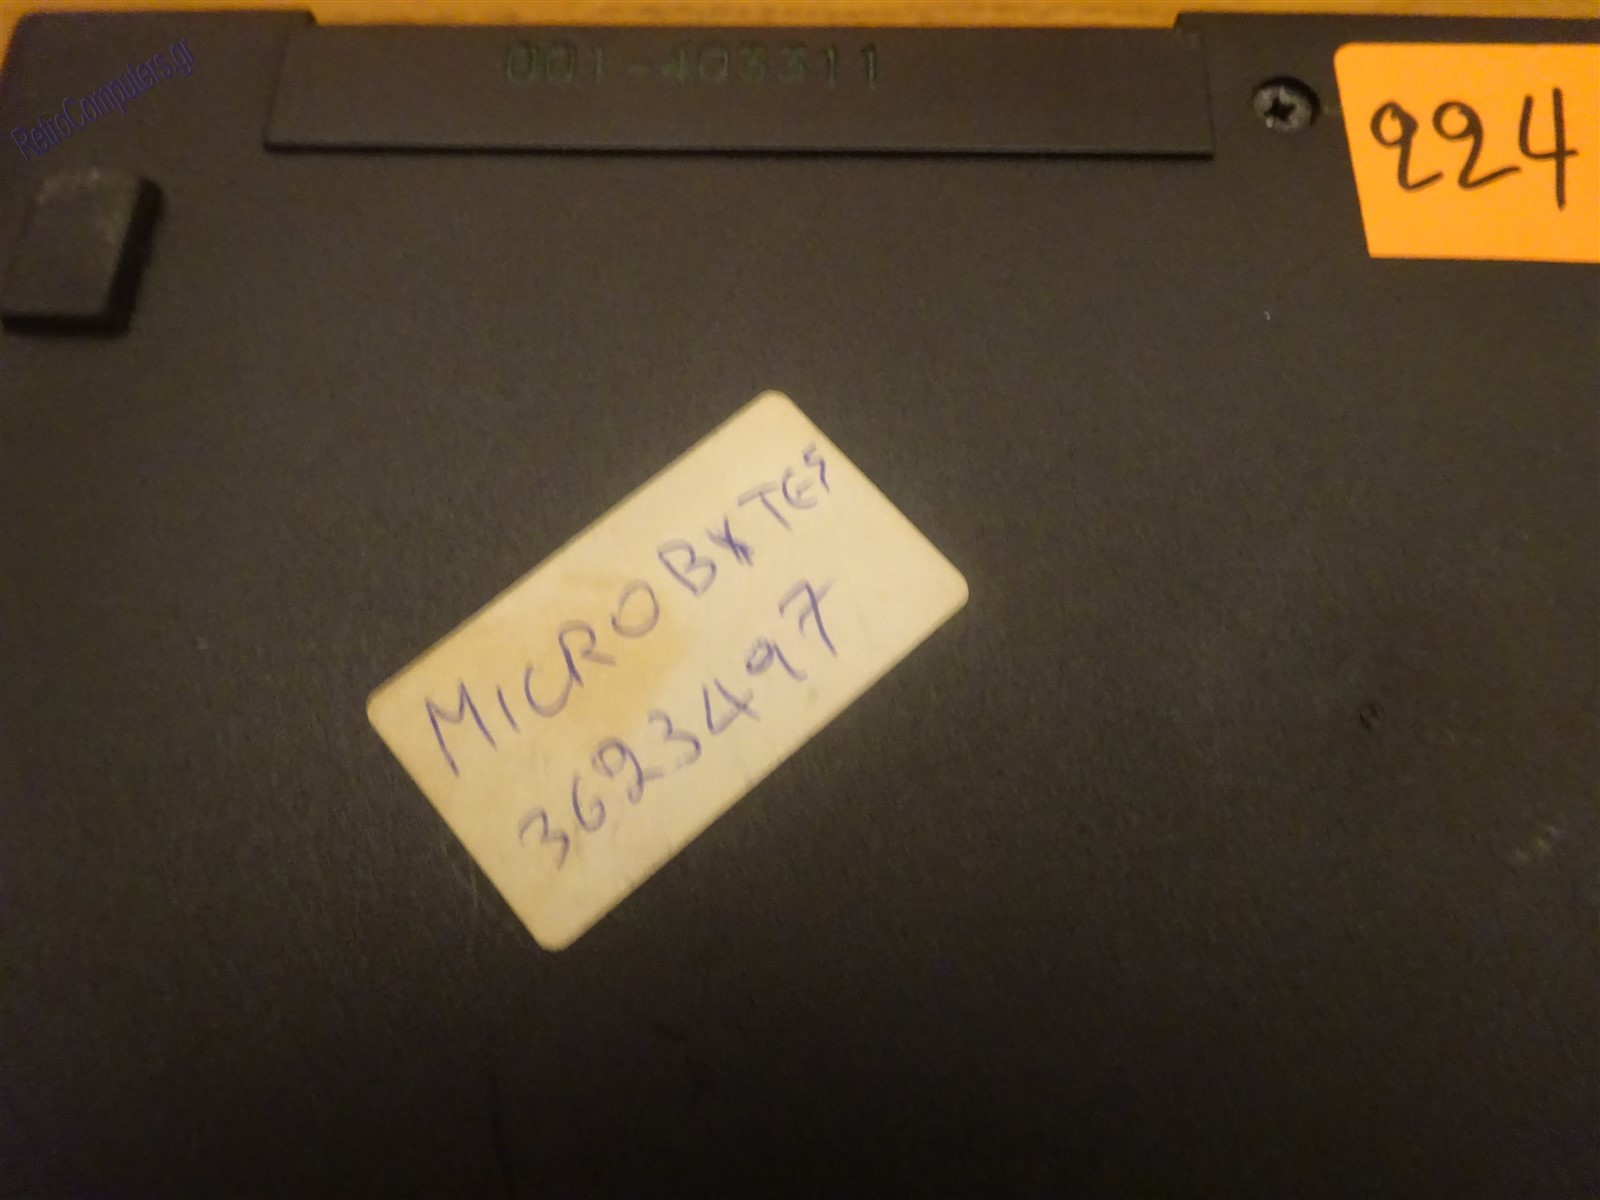 RetroComputers.gr
001-403311
224
MICROBYTES
3623497